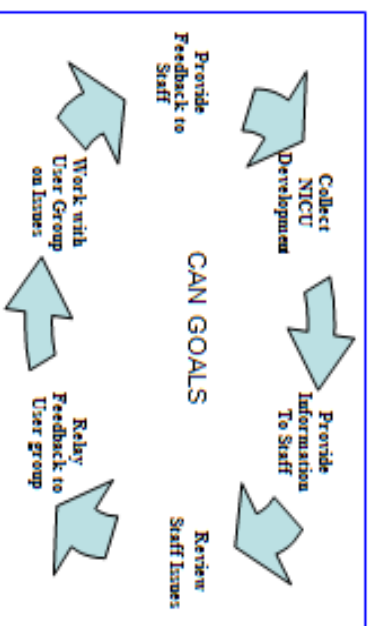 CAN GOALS
Collect
NICU
Development
Provide
Information
To Staff
Review
Staff Issues
Relay
Feedback to
User group
Work with
User Group
on Issues
Provide
Feedback to
Staff